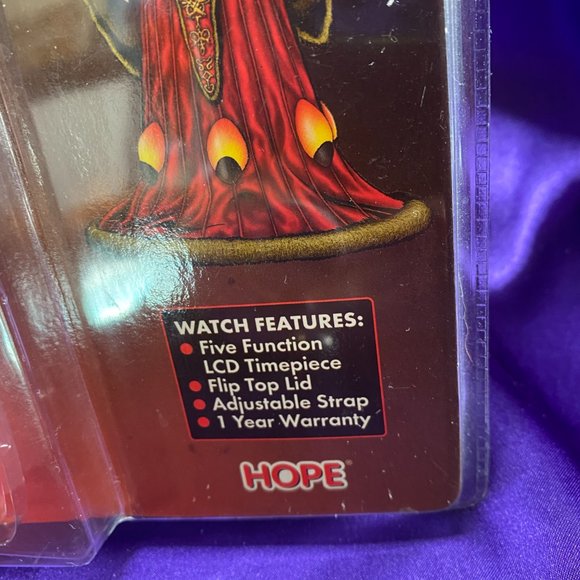 WATCH FEATURES:
• Five Function
LCD Timepiece
• Flip Top Lid
• Adjustable Strap
• 1 Year Warranty
HOPE®